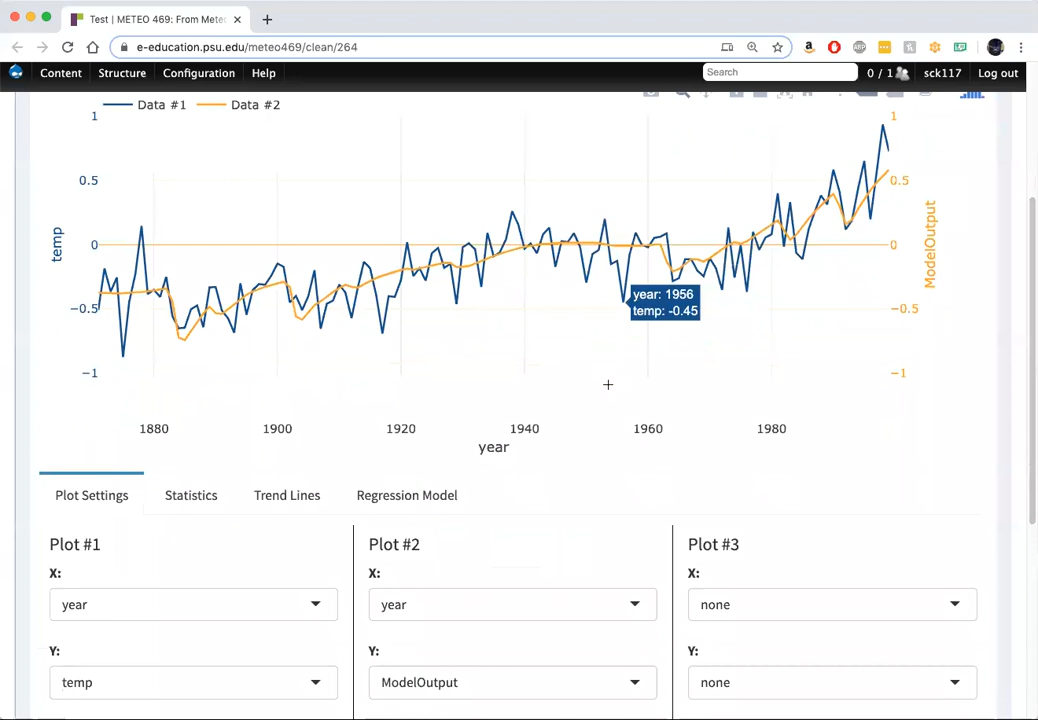 Test | METEO 469: From Mete
e-education.psu.edu/meteo469/clean/264
ABP
Content Structure Configuration Help
Search
0 / 1
sck117
Log out
Data #1 Data #2
1 1
0.5 0.5
0 0
−0.5 −0.5
−1 −1
temp
ModelOutput
year: 1956
temp: -0.45
1880 1900 1920 1940 1960 1980
year
Plot Settings Statistics Trend Lines Regression Model
Plot #1 Plot #2 Plot #3
X: X: X:
year year none
Y: Y: Y:
temp ModelOutput none